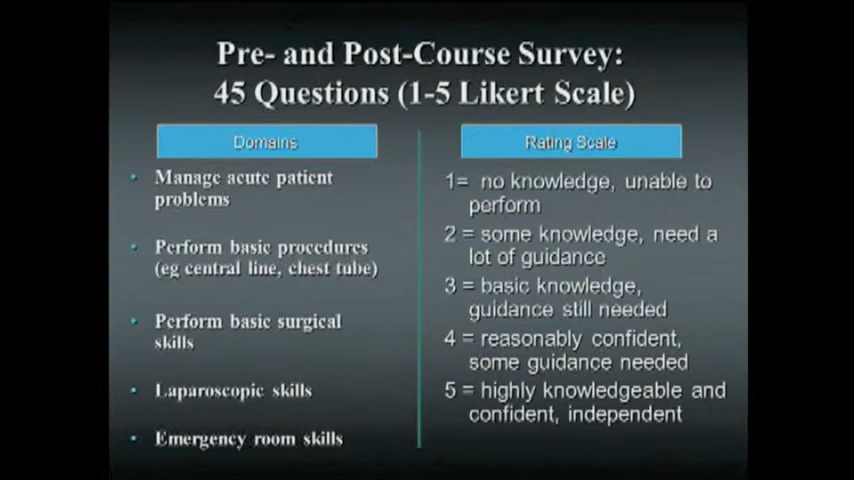 Pre- and Post-Course Survey:
45 Questions (1-5 Likert Scale)
Domains
• Manage acute patient
problems
• Perform basic procedures
(eg central line, chest tube)
• Perform basic surgical
skills
• Laparoscopic skills
• Emergency room skills
Rating Scale
1= no knowledge, unable to
perform
2 = some knowledge, need a
lot of guidance
3 = basic knowledge,
guidance still needed
4 = reasonably confident,
some guidance needed
5 = highly knowledgeable and
confident, independent